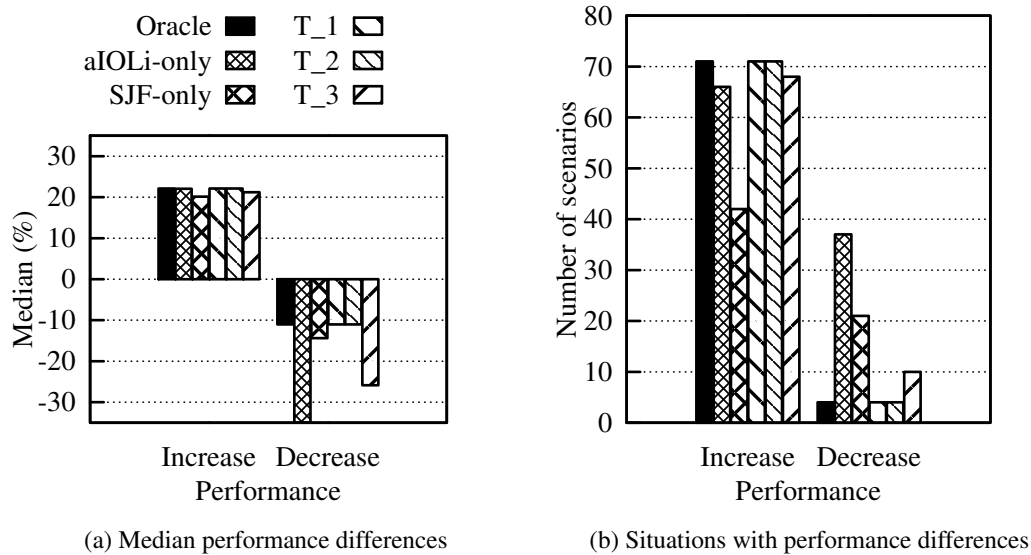 Oracle T_1
aIOLi-only T_2
SJF-only T_3
30
20
10
0
-10
-20
-30
Median (%)
Increase Decrease
Performance
(a) Median performance differences
80
70
60
50
40
30
20
10
0
Number of scenarios
Increase Decrease
Performance
(b) Situations with performance differences